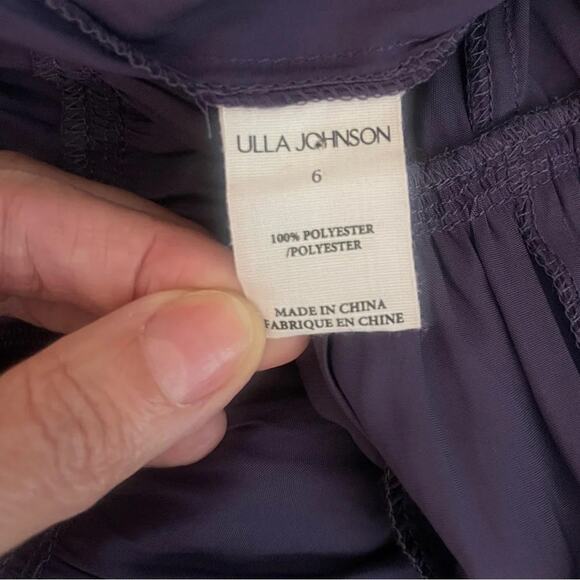 ULLA JOHNSON
6
100% POLYESTER
/POLYESTER
MADE IN CHINA
FABRIQUE EN CHINE